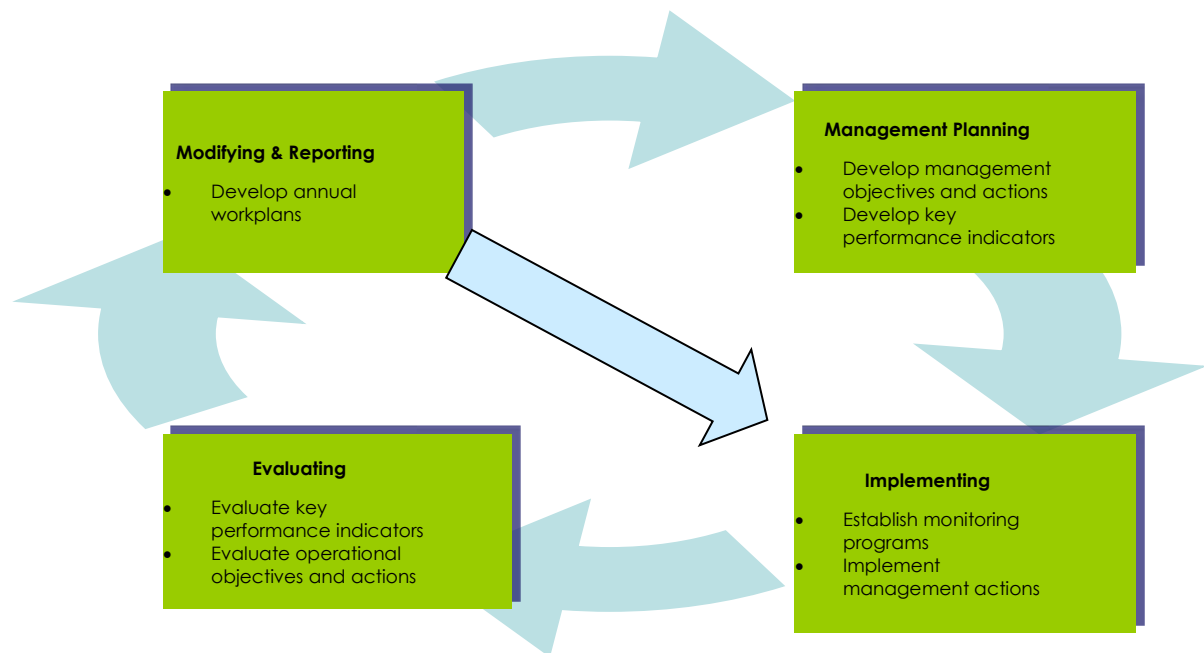 Modifying & Reporting
• Develop annual
workplans
Management Planning
• Develop management
objectives and actions
• Develop key
performance indicators
Evaluating
• Evaluate key
performance indicators
• Evaluate operational
objectives and actions
Implementing
• Establish monitoring
programs
• Implement
management actions